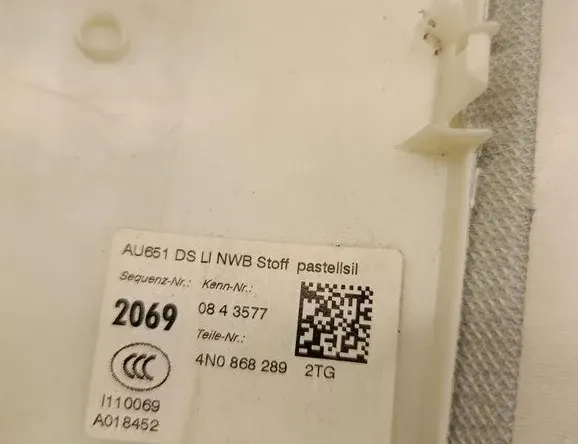 AU651 DS LI NWB Stoff pastellsil
Sequenz-Nr.: Kenn-Nr.:
2069 08 4 3577
Teile-Nr.:
4N0 868 289 2TG
CCC
I110069
A018452